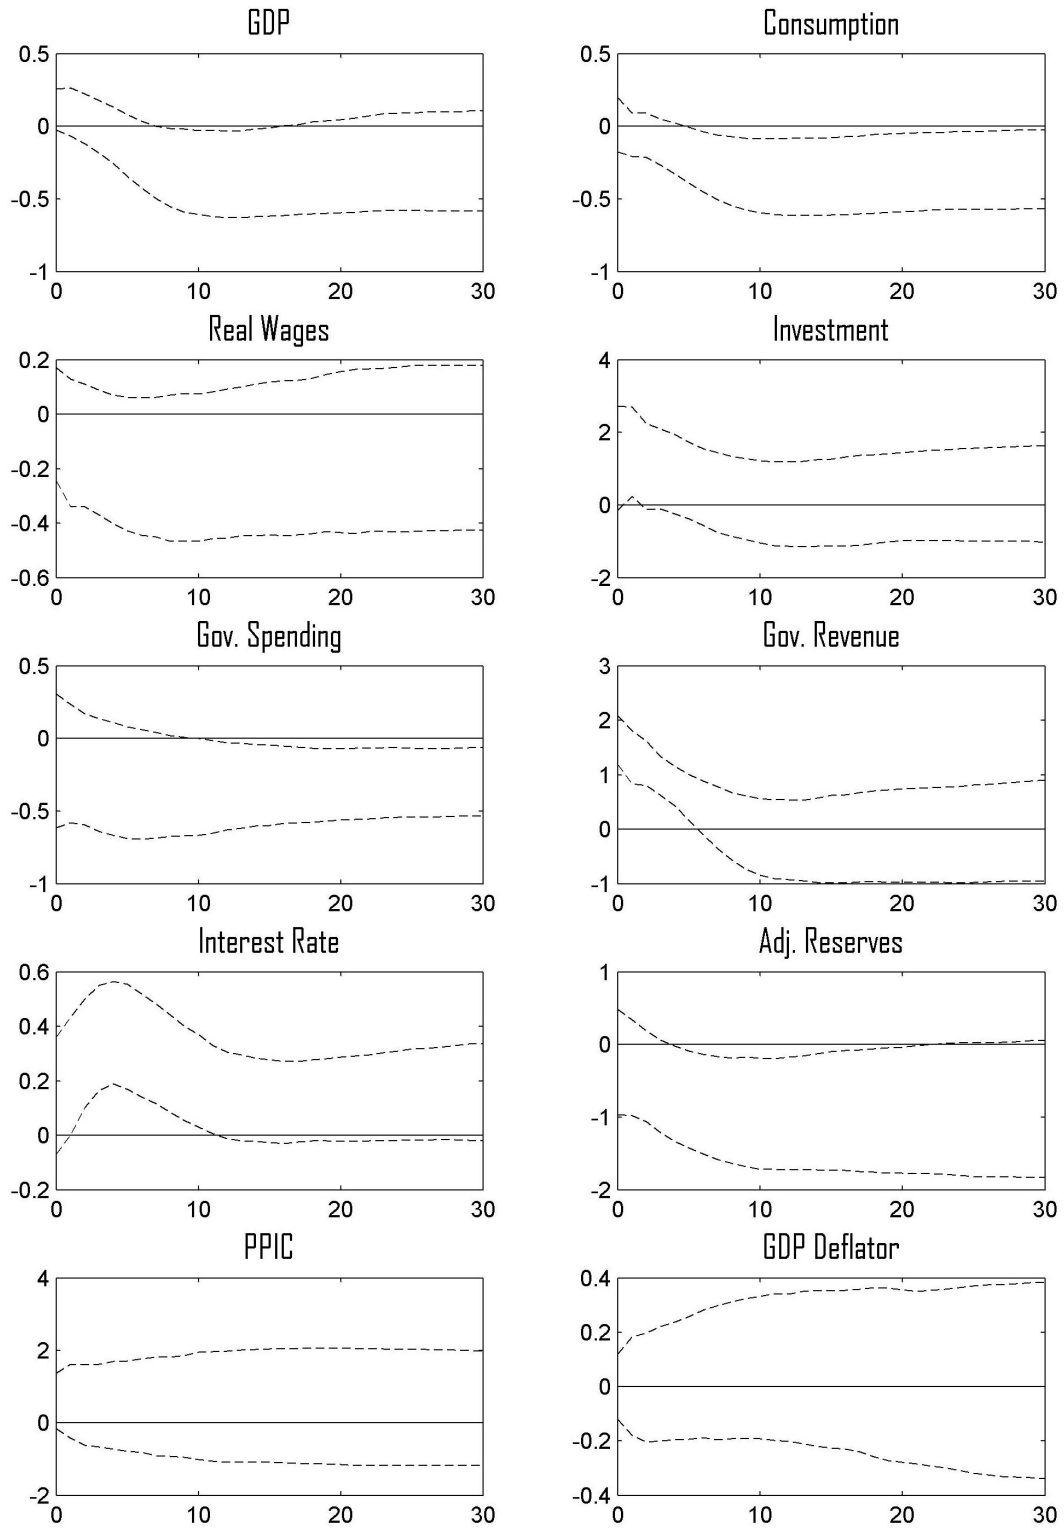 GDP
0.5
0
-0.5
-1
0 10 20 30
Consumption
0.5
0
-0.5
-1
0 10 20 30
Real Wages
0.2
0
-0.2
-0.4
-0.6
0 10 20 30
Investment
4
2
0
-2
0 10 20 30
Gov. Spending
0.5
0
-0.5
-1
0 10 20 30
Gov. Revenue
3
2
1
0
-1
0 10 20 30
Interest Rate
0.6
0.4
0.2
0
-0.2
0 10 20 30
Adj. Reserves
1
0
-1
-2
0 10 20 30
PPIC
4
2
0
-2
0 10 20 30
GDP Deflator
0.4
0.2
0
-0.2
-0.4
0 10 20 30